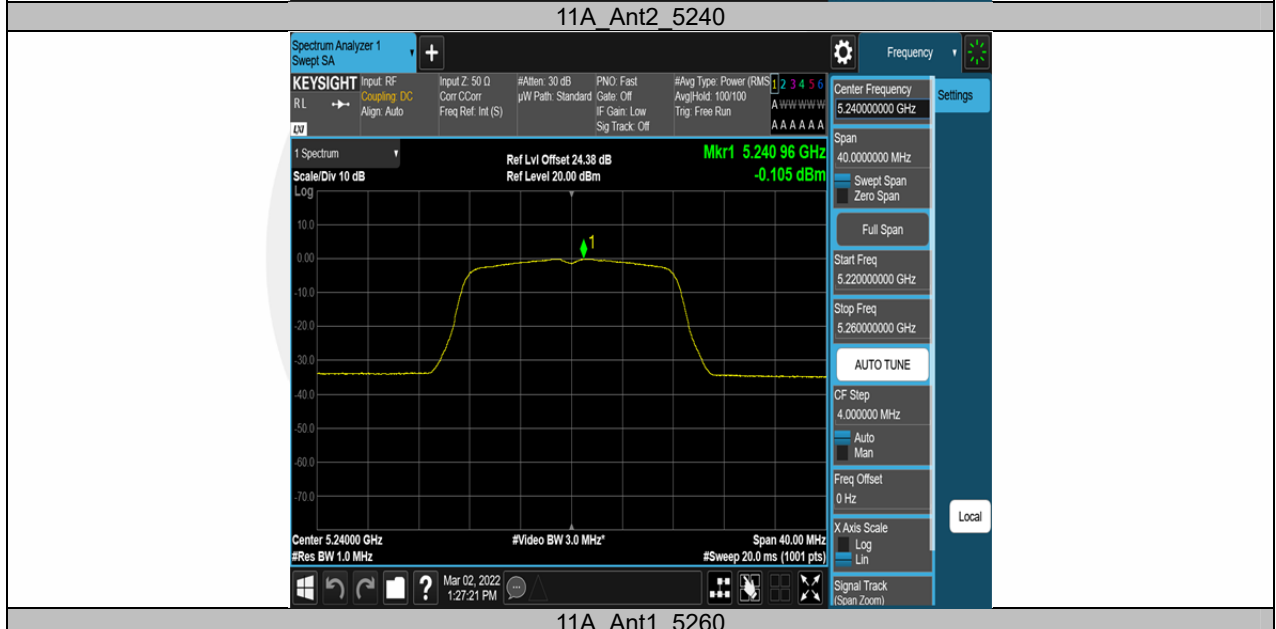 11A_Ant2_5240
Spectrum Analyzer 1
Swept SA
+
Frequency
KEYSIGHT
RL
LXI
Input: RF
Coupling: DC
Align: Auto
Input Z: 50 Ω
Corr CCorr
Freq Ref: Int (S)
#Atten: 30 dB
µW Path: Standard
PNO: Fast
Gate: Off
IF Gain: Low
Sig Track: Off
#Avg Type: Power (RMS
Avg|Hold: 100/100
Trig: Free Run
1 2 3 4 5 6
A W W W W W
A A A A A A
1 Spectrum
Scale/Div 10 dB
Log
Ref Lvl Offset 24.38 dB
Ref Level 20.00 dBm
Mkr1 5.240 96 GHz
-0.105 dBm
10.0
0.00
-10.0
-20.0
-30.0
-40.0
-50.0
-60.0
-70.0
1
Center 5.24000 GHz
#Res BW 1.0 MHz
#Video BW 3.0 MHz*
Span 40.00 MHz
#Sweep 20.0 ms (1001 pts)
?
Mar 02, 2022
1:27:21 PM
Center Frequency
5.240000000 GHz
Settings
Span
40.0000000 MHz
Swept Span
Zero Span
Full Span
Start Freq
5.220000000 GHz
Stop Freq
5.260000000 GHz
AUTO TUNE
CF Step
4.000000 MHz
Auto
Man
Freq Offset
0 Hz
X Axis Scale
Log
Lin
Local
Signal Track
(Span Zoom)
11A_Ant1_5260